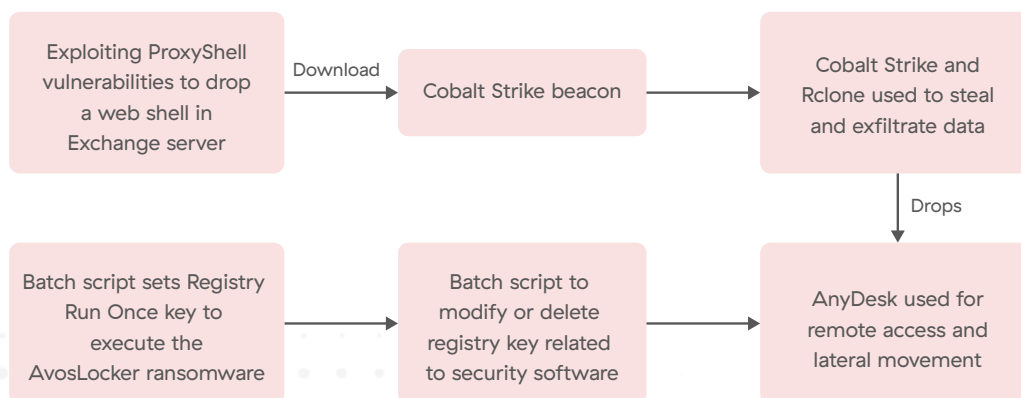 Exploiting ProxyShell
vulnerabilities to drop
a web shell in
Exchange server
Download
Cobalt Strike beacon
Cobalt Strike and
Rclone used to steal
and exfiltrate data
Drops
Batch script sets Registry
Run Once key to
execute the
AvosLocker ransomware
Batch script to
modify or delete
registry key related
to security software
AnyDesk used for
remote access and
lateral movement